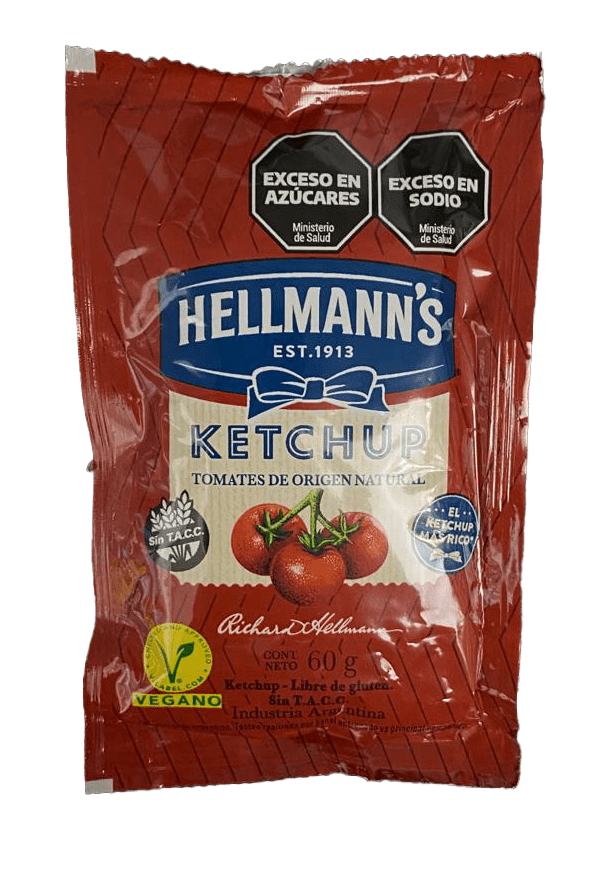 EXCESO EN
AZÚCARES
Ministerio
de Salud
EXCESO EN
SODIO
Ministerio
de Salud
HELLMANN'S
EST.1913
KETCHUP
TOMATES DE ORIGEN NATURAL
Sin T.A.C.C.
EL
KETCHUP
MÁS RICO*
Richard Hellmann
CONT.
NETO 60 g
V-LABEL.COM
VEGANO
Ketchup - Libre de gluten.
Sin T.A.C.C.
Industria Argentina